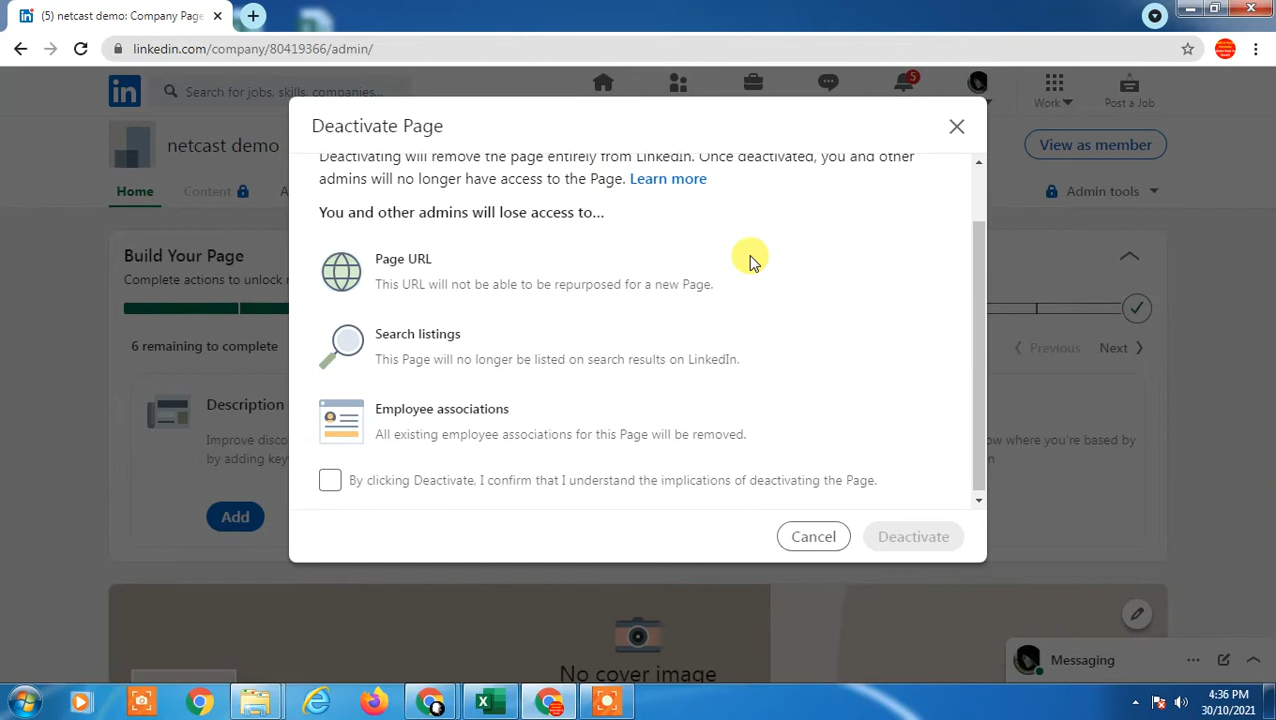 (5) netcast demo: Company Page
linkedin.com/company/80419366/admin/
in
Search for jobs, skills, companies...
5
Work
Post a Job
netcast demo
View as member
Home
Content
A
Admin tools
Deactivate Page
Deactivating will remove the page entirely from LinkedIn. Once deactivated, you and other
admins will no longer have access to the Page. Learn more
You and other admins will lose access to...
Page URL
This URL will not be able to be repurposed for a new Page.
Search listings
This Page will no longer be listed on search results on LinkedIn.
Employee associations
All existing employee associations for this Page will be removed.
By clicking Deactivate, I confirm that I understand the implications of deactivating the Page.
Cancel
Deactivate
Build Your Page
Complete actions to unlock
6 remaining to complete
Previous
Next
Description
Improve disco
by adding key
Add
ow where you're based by
n
No cover image
Messaging
4:36 PM
30/10/2021